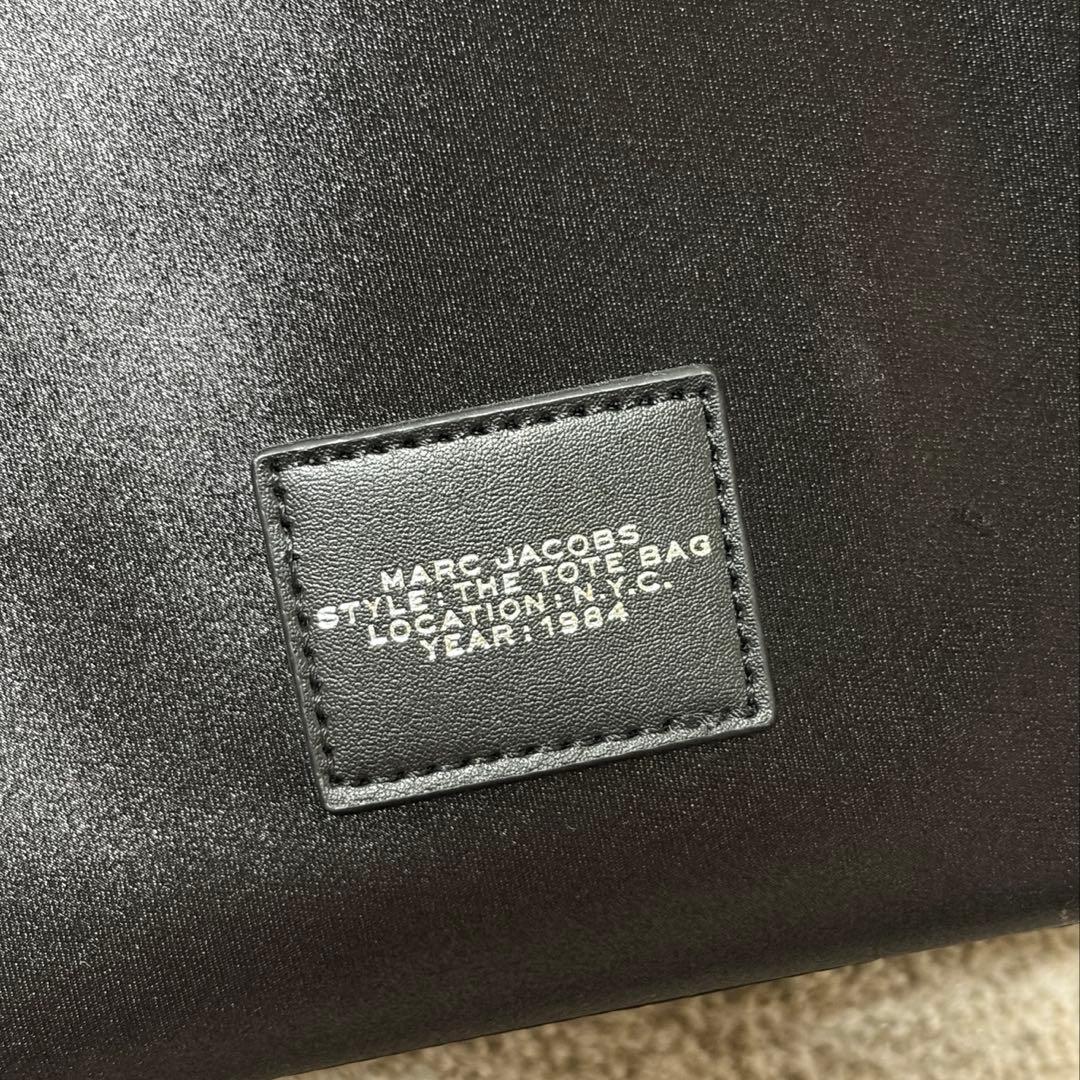 MARC JACOBS
STYLE: THE TOTE BAG
LOCATION: N.Y.C.
YEAR: 1984